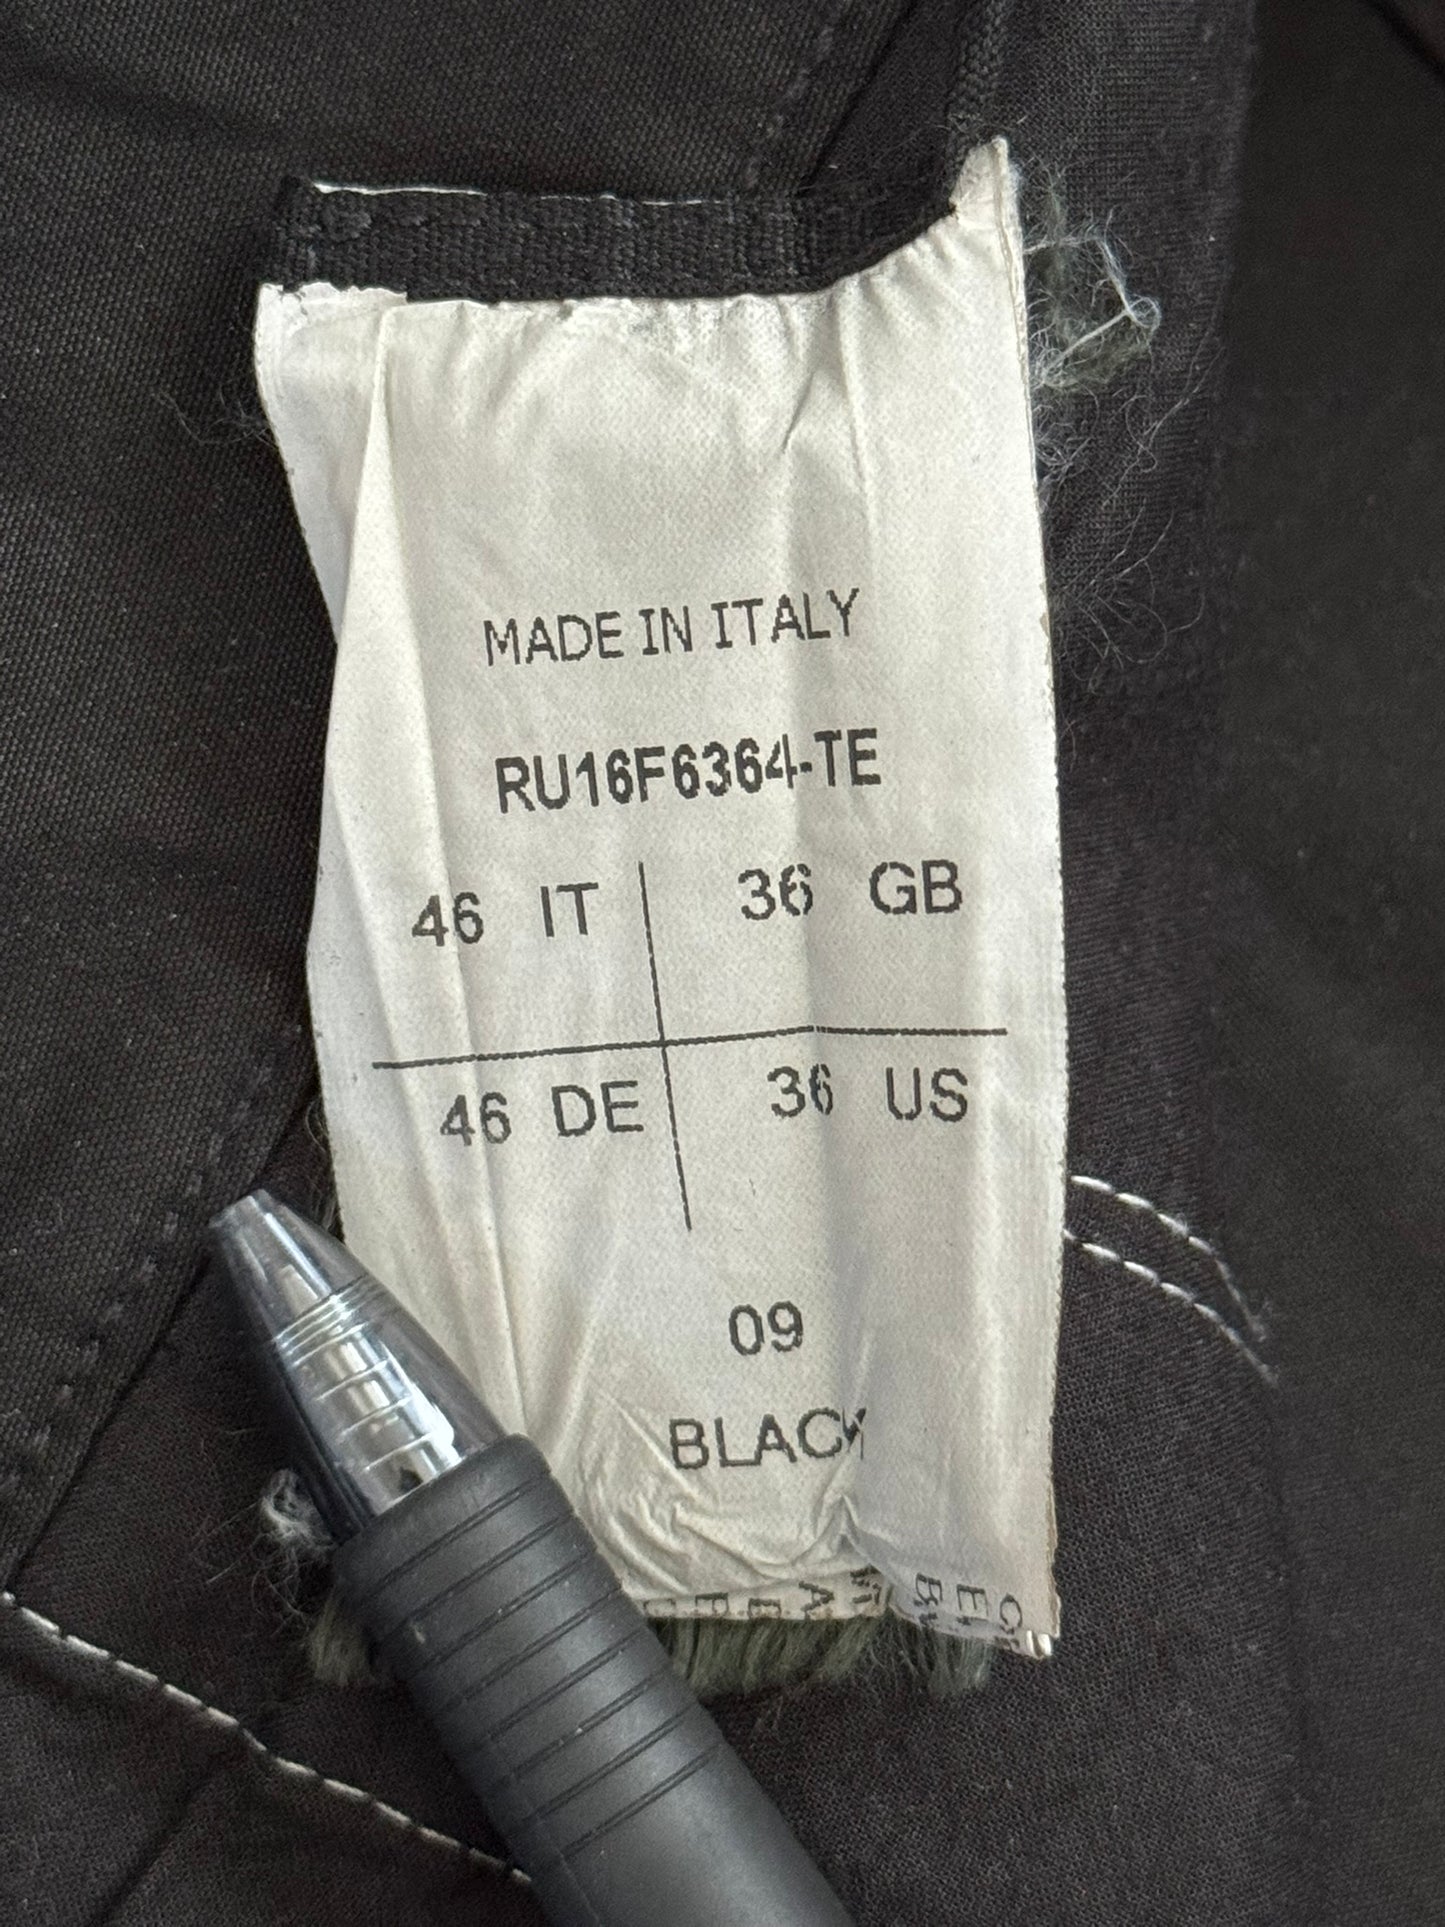 MADE IN ITALY
RU16F6364-TE
46 IT 36 GB
46 DE 36 US
09
BLACK